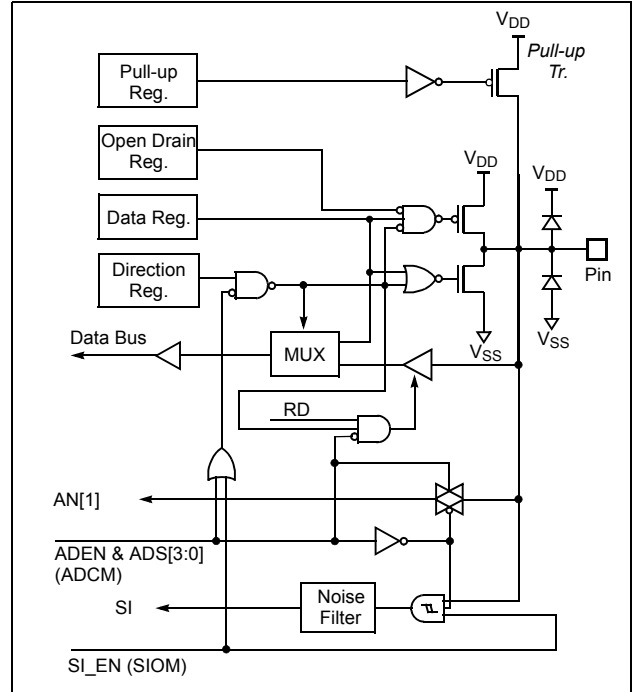 VDD
Pull-up
Tr.
Pull-up
Reg.
Open Drain
Reg.
VDD
VDD
Data Reg.
Direction
Reg.
Pin
Data Bus
MUX
VSS
VSS
RD
AN[1]
ADEN & ADS[3:0]
(ADCM)
SI
Noise
Filter
SI_EN (SIOM)